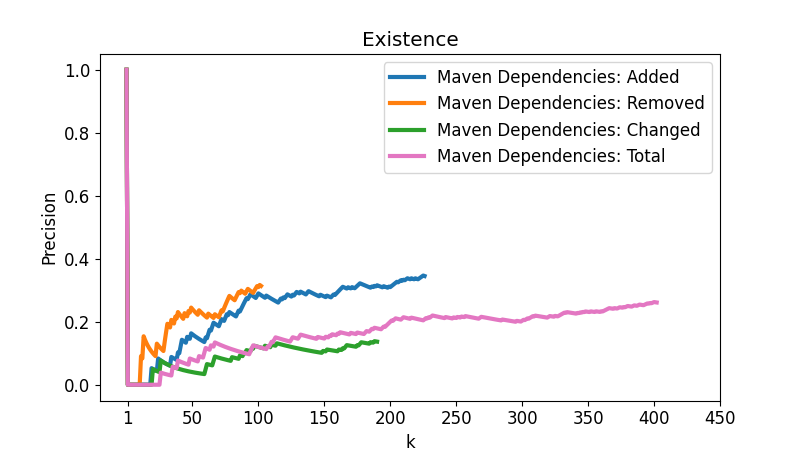 Existence
Maven Dependencies: Added
Maven Dependencies: Removed
Maven Dependencies: Changed
Maven Dependencies: Total
Precision
1.0
0.8
0.6
0.4
0.2
0.0
1 50 100 150 200 250 300 350 400 450
k